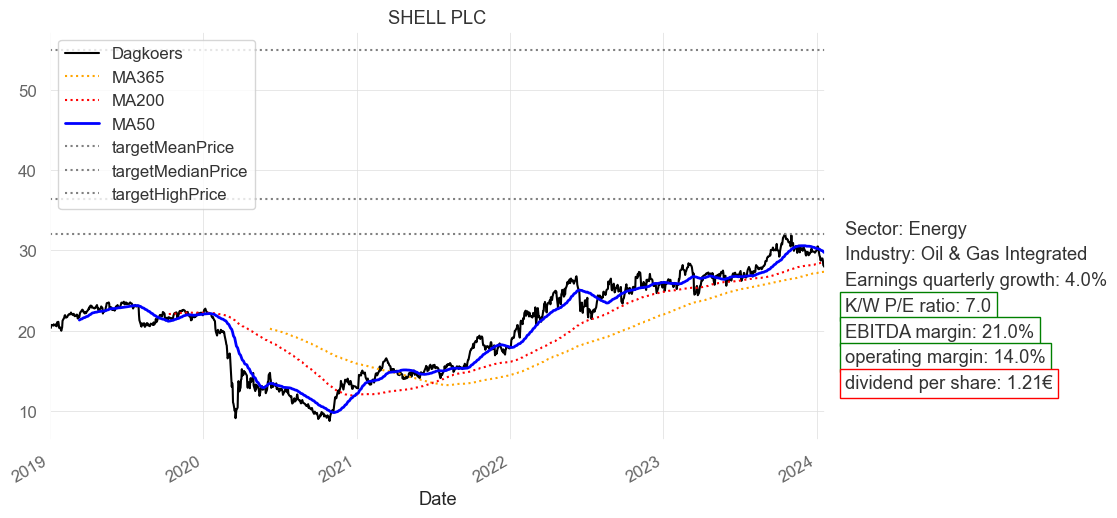 SHELL PLC
Dagkoers
MA365
MA200
MA50
targetMeanPrice
targetMedianPrice
targetHighPrice
50
40
30
20
10
2019
2020
2021
2022
2023
2024
Date
Sector: Energy
Industry: Oil & Gas Integrated
Earnings quarterly growth: 4.0%
K/W P/E ratio: 7.0
EBITDA margin: 21.0%
operating margin: 14.0%
dividend per share: 1.21€